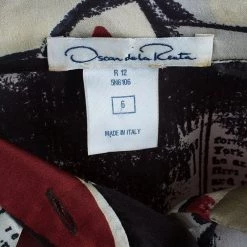 Oscar de la Renta
R 12
5N6106
6
MADE IN ITALY